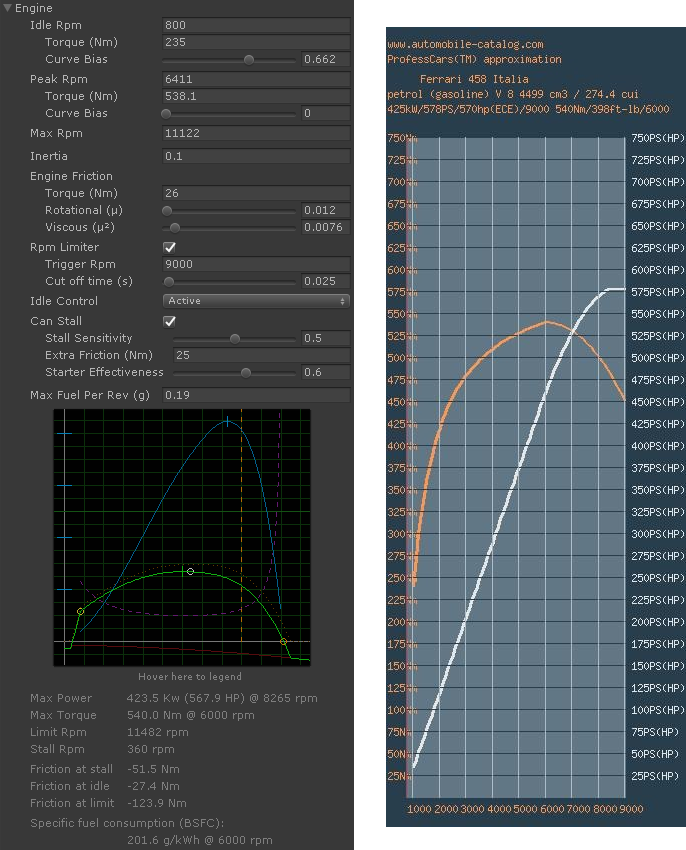 Engine
Idle Rpm 800
Torque (Nm) 235
Curve Bias 0.662
Peak Rpm 6411
Torque (Nm) 538.1
Curve Bias 0
Max Rpm 11122
Inertia 0.1
Engine Friction
Torque (Nm) 26
Rotational (μ) 0.012
Viscous (μ²) 0.0076
Rpm Limiter
Trigger Rpm 9000
Cut off time (s) 0.025
Idle Control Active
Can Stall
Stall Sensitivity 0.5
Extra Friction (Nm) 25
Starter Effectiveness 0.6
Max Fuel Per Rev (g) 0.19
Hover here to legend
Max Power 423.5 Kw (567.9 HP) @ 8265 rpm
Max Torque 540.0 Nm @ 6000 rpm
Limit Rpm 11482 rpm
Stall Rpm 360 rpm
Friction at stall -51.5 Nm
Friction at idle -27.4 Nm
Friction at limit -123.9 Nm
Specific fuel consumption (BSFC):
201.6 g/kWh @ 6000 rpm
www.automobile-catalog.com
ProfessCars(TM) approximation
Ferrari 458 Italia
petrol (gasoline) V 8 4499 cm3 / 274.4 cui
425kW/578PS/570hp(ECE)/9000 540Nm/398ft-lb/6000
750Nm 750PS(HP)
725Nm 725PS(HP)
700Nm 700PS(HP)
675Nm 675PS(HP)
650Nm 650PS(HP)
625Nm 625PS(HP)
600Nm 600PS(HP)
575Nm 575PS(HP)
550Nm 550PS(HP)
525Nm 525PS(HP)
500Nm 500PS(HP)
475Nm 475PS(HP)
450Nm 450PS(HP)
425Nm 425PS(HP)
400Nm 400PS(HP)
375Nm 375PS(HP)
350Nm 350PS(HP)
325Nm 325PS(HP)
300Nm 300PS(HP)
275Nm 275PS(HP)
250Nm 250PS(HP)
225Nm 225PS(HP)
200Nm 200PS(HP)
175Nm 175PS(HP)
150Nm 150PS(HP)
125Nm 125PS(HP)
100Nm 100PS(HP)
75Nm 75PS(HP)
50Nm 50PS(HP)
25Nm 25PS(HP)
1000 2000 3000 4000 5000 6000 7000 8000 9000